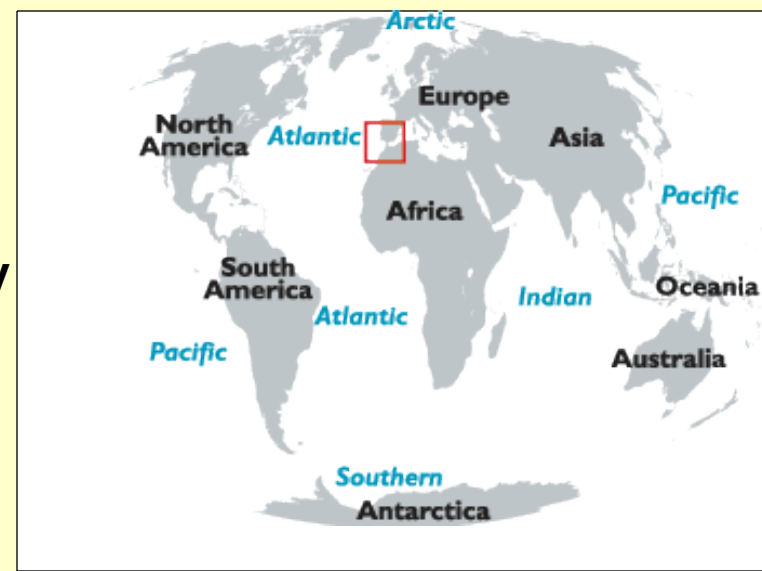 Arctic
Europe
North
America
Atlantic
Asia
Pacific
Africa
South
America
Indian
Oceania
Atlantic
Pacific
Australia
Southern
Antarctica